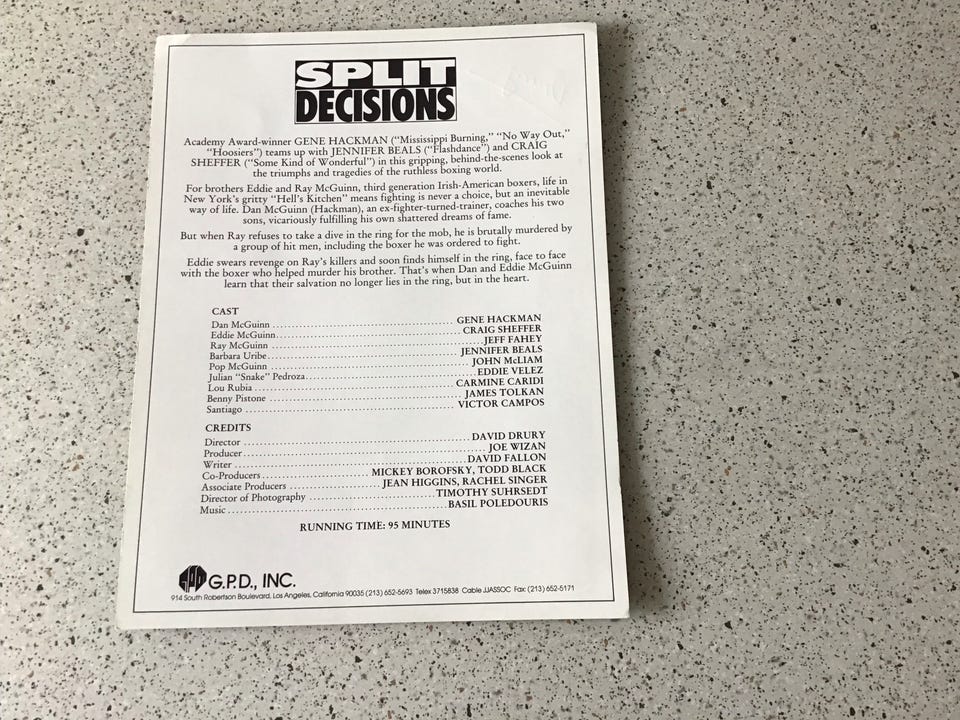 SPLIT
DECISIONS
Academy Award-winner GENE HACKMAN ("Mississippi Burning," "No Way Out,"
"Hoosiers") teams up with JENNIFER BEALS ("Flashdance") and CRAIG
SHEFFER ("Some Kind of Wonderful") in this gripping, behind-the-scenes look at
the triumphs and tragedies of the ruthless boxing world.
For brothers Eddie and Ray McGuinn, third generation Irish-American boxers, life in
New York's gritty "Hell's Kitchen" means fighting is never a choice, but an inevitable
way of life. Dan McGuinn (Hackman), an ex-fighter-turned-trainer, coaches his two
sons, vicariously fulfilling his own shattered dreams of fame.
But when Ray refuses to take a dive in the ring for the mob, he is brutally murdered by
a group of hit men, including the boxer he was ordered to fight.
Eddie swears revenge on Ray's killers and soon finds himself in the ring, face to face
with the boxer who helped murder his brother. That's when Dan and Eddie McGuinn
learn that their salvation no longer lies in the ring, but in the heart.
CAST
Dan McGuinn ........................................ GENE HACKMAN
Eddie McGuinn........................................ CRAIG SHEFFER
Ray McGuinn ........................................ JEFF FAHEY
Barbara Uribe........................................ JENNIFER BEALS
Pop McGuinn ........................................ JOHN McLIAM
Julian "Snake" Pedroza........................................ EDDIE VELEZ
Lou Rubia ........................................ CARMINE CARIDI
Benny Pistone ........................................ JAMES TOLKAN
Santiago ........................................ VICTOR CAMPOS
CREDITS
Director ........................................ DAVID DRURY
Producer........................................ JOE WIZAN
Writer ........................................ DAVID FALLON
Co-Producers........................ MICKEY BOROFSKY, TODD BLACK
Associate Producers ........................ JEAN HIGGINS, RACHEL SINGER
Director of Photography ........................ TIMOTHY SUHRSEDT
Music........................................ BASIL POLEDOURIS
RUNNING TIME: 95 MINUTES
GPD G.P.D., INC.
914 South Robertson Boulevard, Los Angeles, California 90035 (213) 652-5693 Telex 3715838 Cable JJASSOC Fax: (213) 652-5171